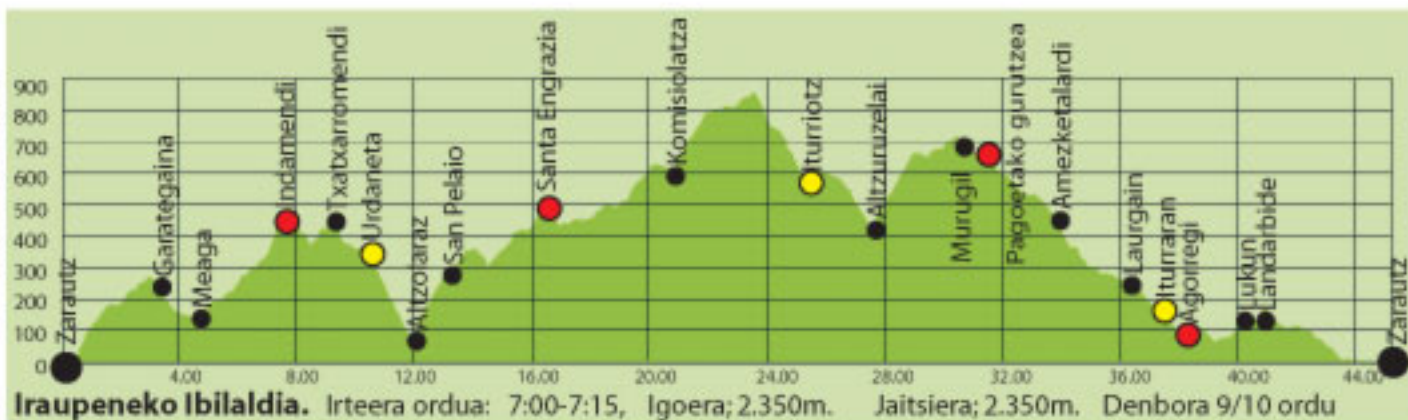 Zarautz
Garategaina
Meaga
Indamendi
Txatxarromendi
Urdaneta
Altzolaraz
San Pelaio
Santa Engrazia
Komisiolatza
Iturriotz
Altzuruzelai
Murugil
Pagoetako gurutzea
Amezketalardi
Laurgain
Iturraran
Agorregi
Lukun
Landarbide
Zarautz
900
800
700
600
500
400
300
200
100
0
4.00 8.00 12.00 16.00 20.00 24.00 28.00 32.00 36.00 40.00 44.00
Iraupeneko Ibilaldia. Irteera ordua: 7:00-7:15, Igoera; 2.350m. Jaitsiera; 2.350m. Denbora 9/10 ordu